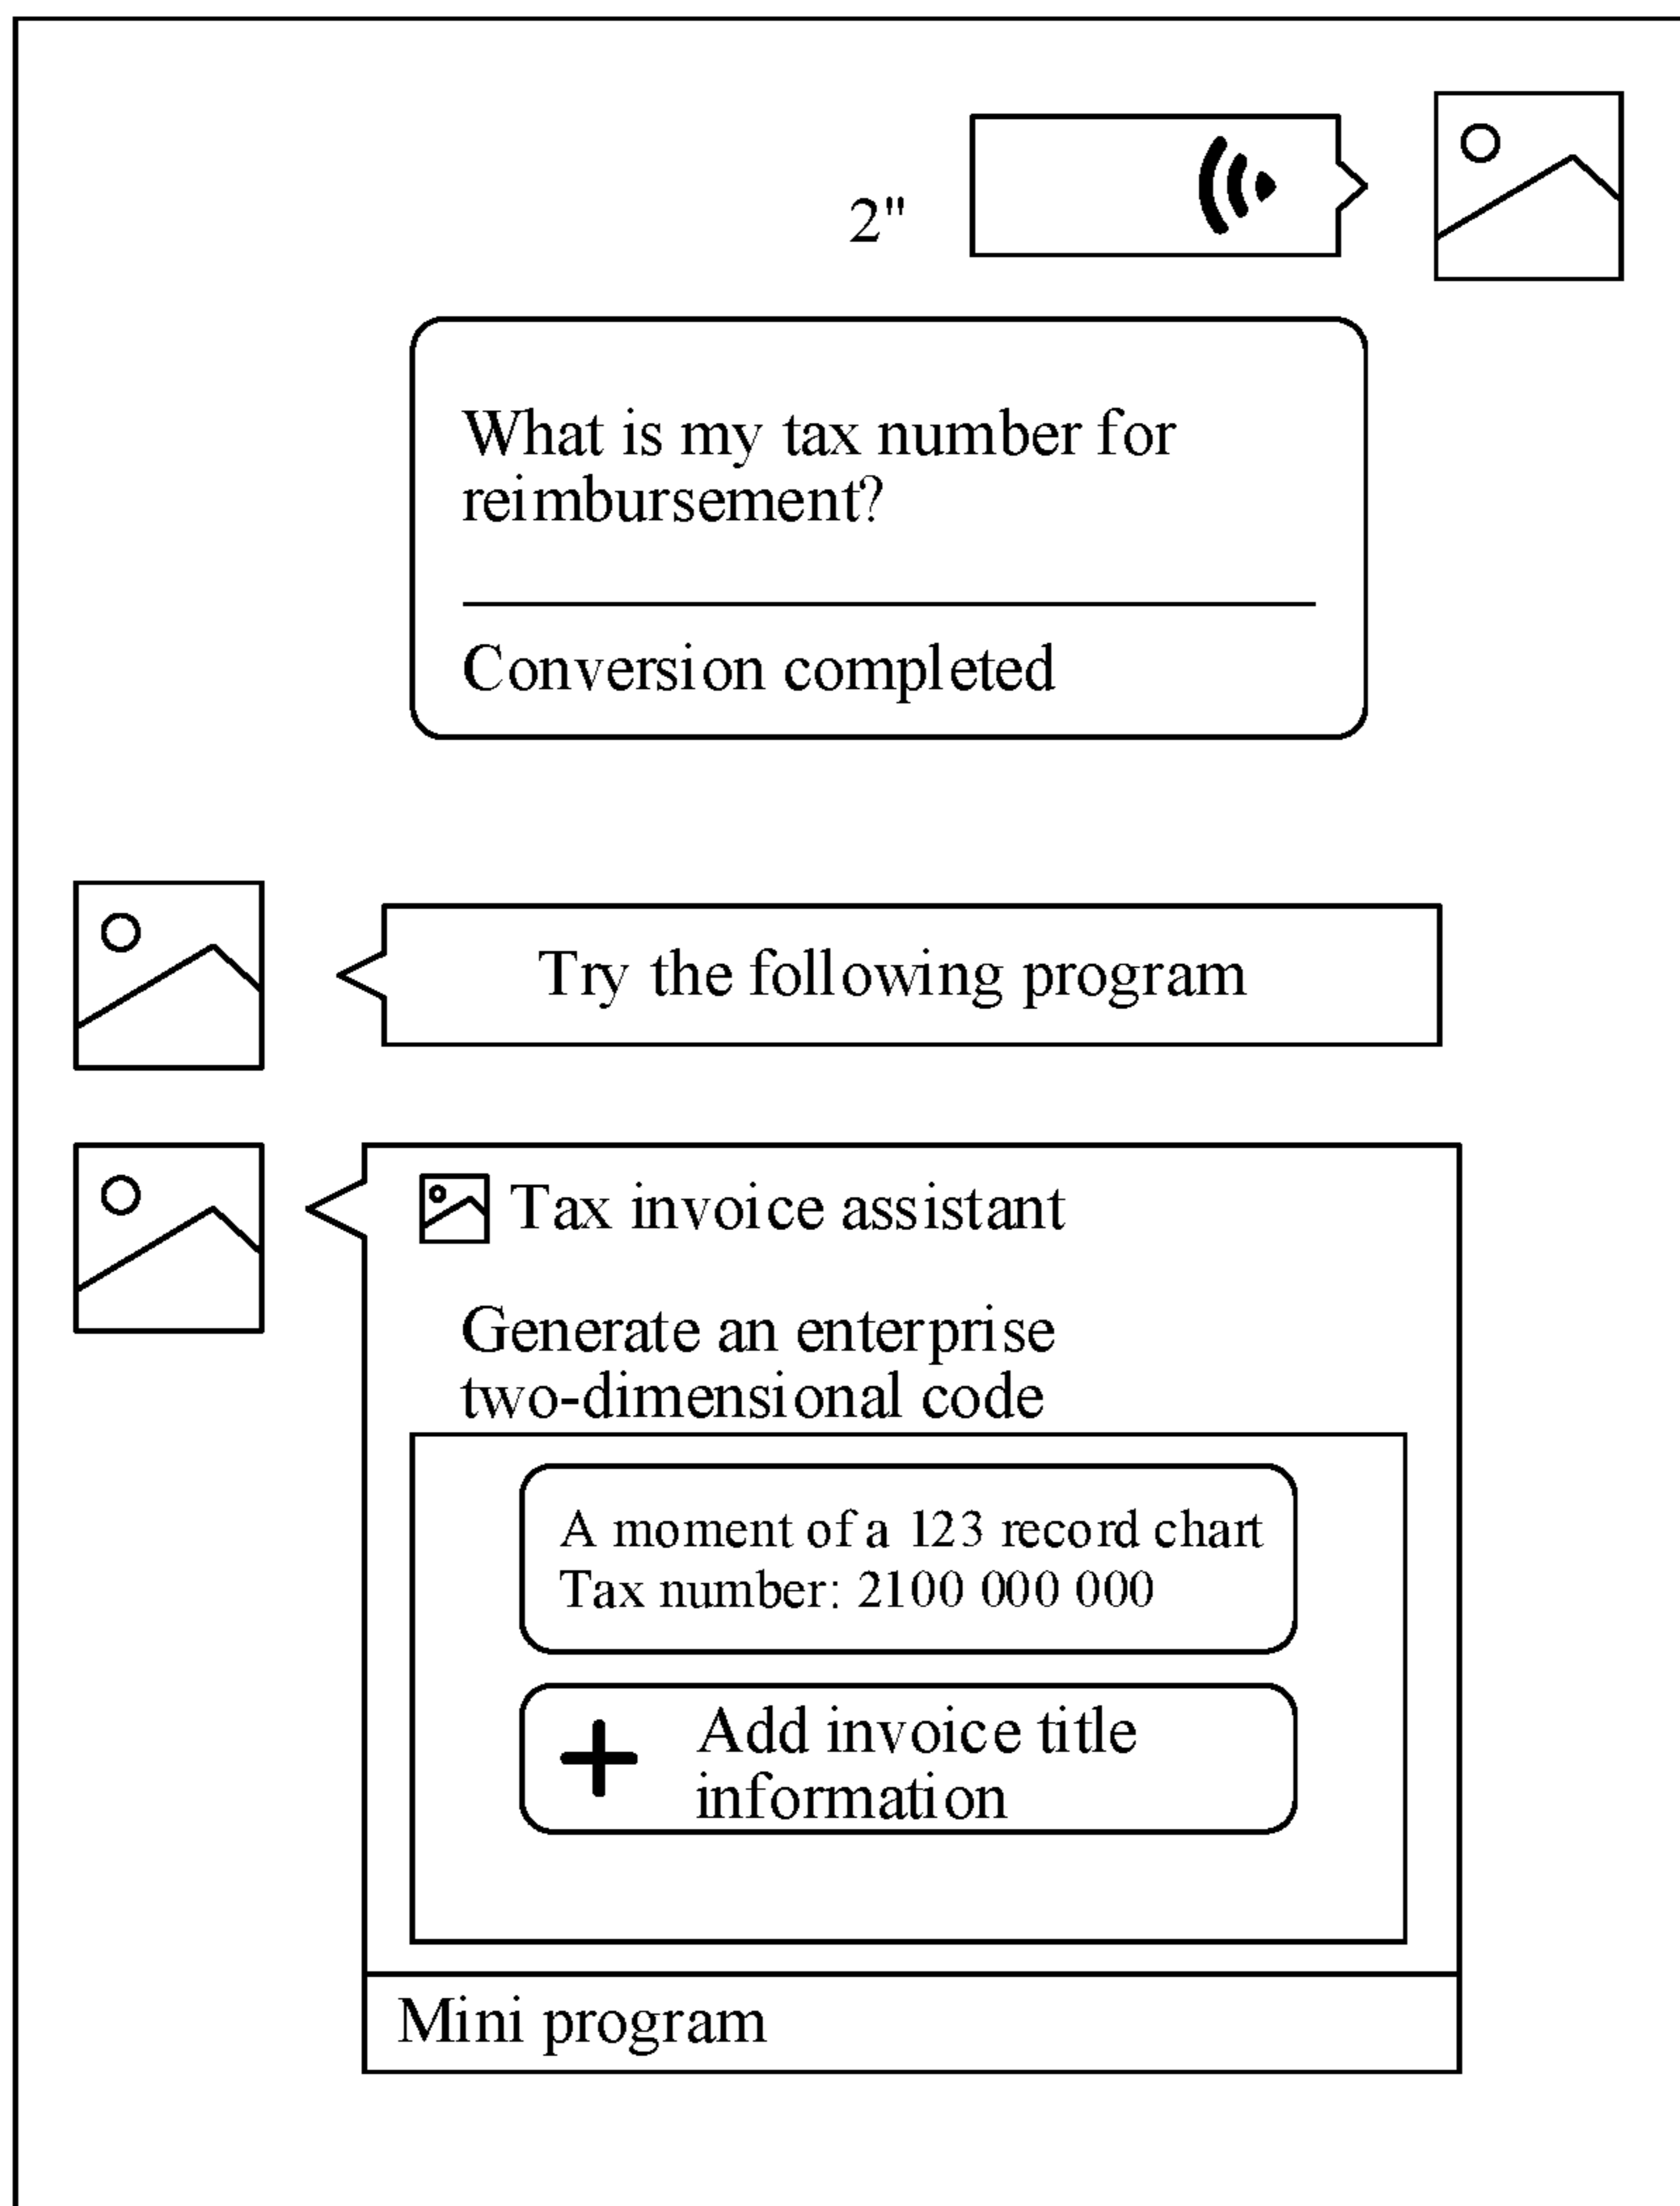 2"
What is my tax number for
reimbursement?
Conversion completed
Try the following program
Tax invoice assistant
Generate an enterprise
two-dimensional code
A moment of a 123 record chart
Tax number: 2100 000 000
Add invoice title
information
Mini program